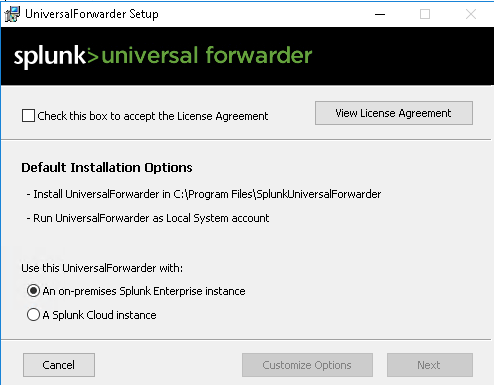 UniversalForwarder Setup
splunk>universal forwarder
Check this box to accept the License Agreement
View License Agreement
Default Installation Options
- Install UniversalForwarder in C:\Program Files\SplunkUniversalForwarder
- Run UniversalForwarder as Local System account
Use this UniversalForwarder with:
An on-premises Splunk Enterprise instance
A Splunk Cloud instance
Cancel
Customize Options
Next